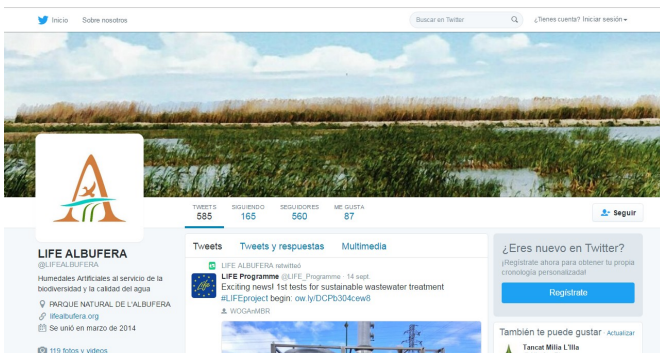 Inicio Sobre nosotros Buscar en Twitter ¿Tienes cuenta? Iniciar sesión
TWEETS SIGUIENDO SEGUIDORES ME GUSTA
585 165 560 87
Seguir
LIFE ALBUFERA
@LIFEALBUFERA
Humedales Artificiales al servicio de la
biodiversidad y la calidad del agua
PARQUE NATURAL DE L'ALBUFERA
lifealbufera.org
Se unió en marzo de 2014
119 fotos y videos
Tweets Tweets y respuestas Multimedia
LIFE ALBUFERA retwitteó
LIFE Programme @LIFE_Programme · 14 sept.
Exciting news! 1st tests for sustainable wastewater treatment
#LIFEproject begin: ow.ly/DCPb304cew8
WOGAnMBR
¿Eres nuevo en Twitter?
¡Regístrate ahora para obtener tu propia
cronología personalizada!
Regístrate
También te puede gustar · Actualizar
Tancat Milia L'Illa